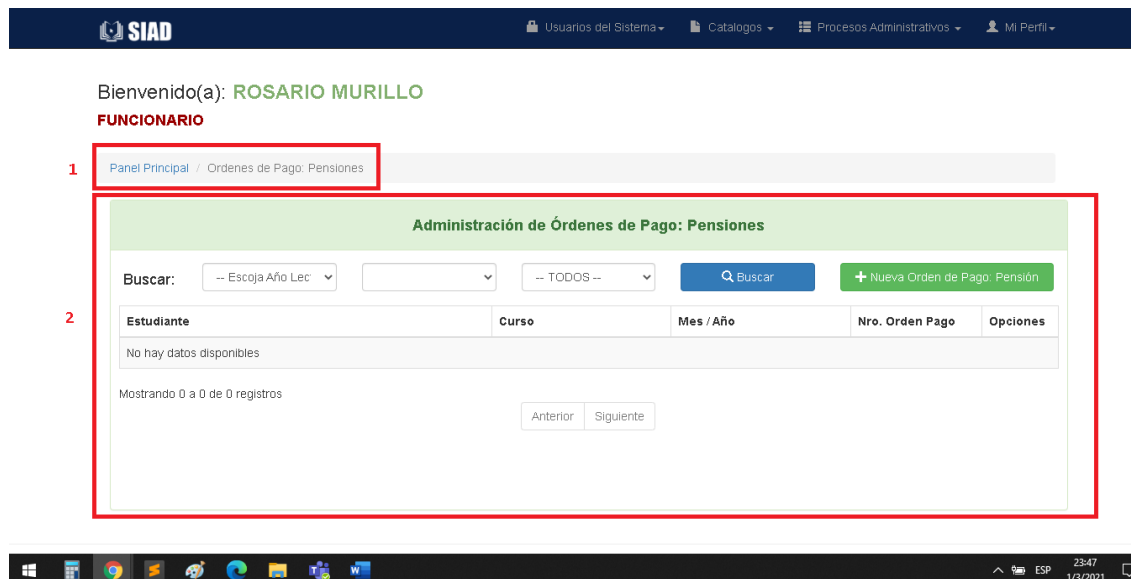 SIAD Usuarios del Sistema Catalogos Procesos Administrativos Mi Perfil
Bienvenido(a): ROSARIO MURILLO
FUNCIONARIO
1 Panel Principal / Ordenes de Pago: Pensiones
Administración de Órdenes de Pago: Pensiones
Buscar: -- Escoja Año Lec -- TODOS -- Buscar Nueva Orden de Pago: Pensión
2
Estudiante Curso Mes / Año Nro. Orden Pago Opciones
No hay datos disponibles
Mostrando 0 a 0 de 0 registros
Anterior Siguiente
ESP 23:47
1/3/2021